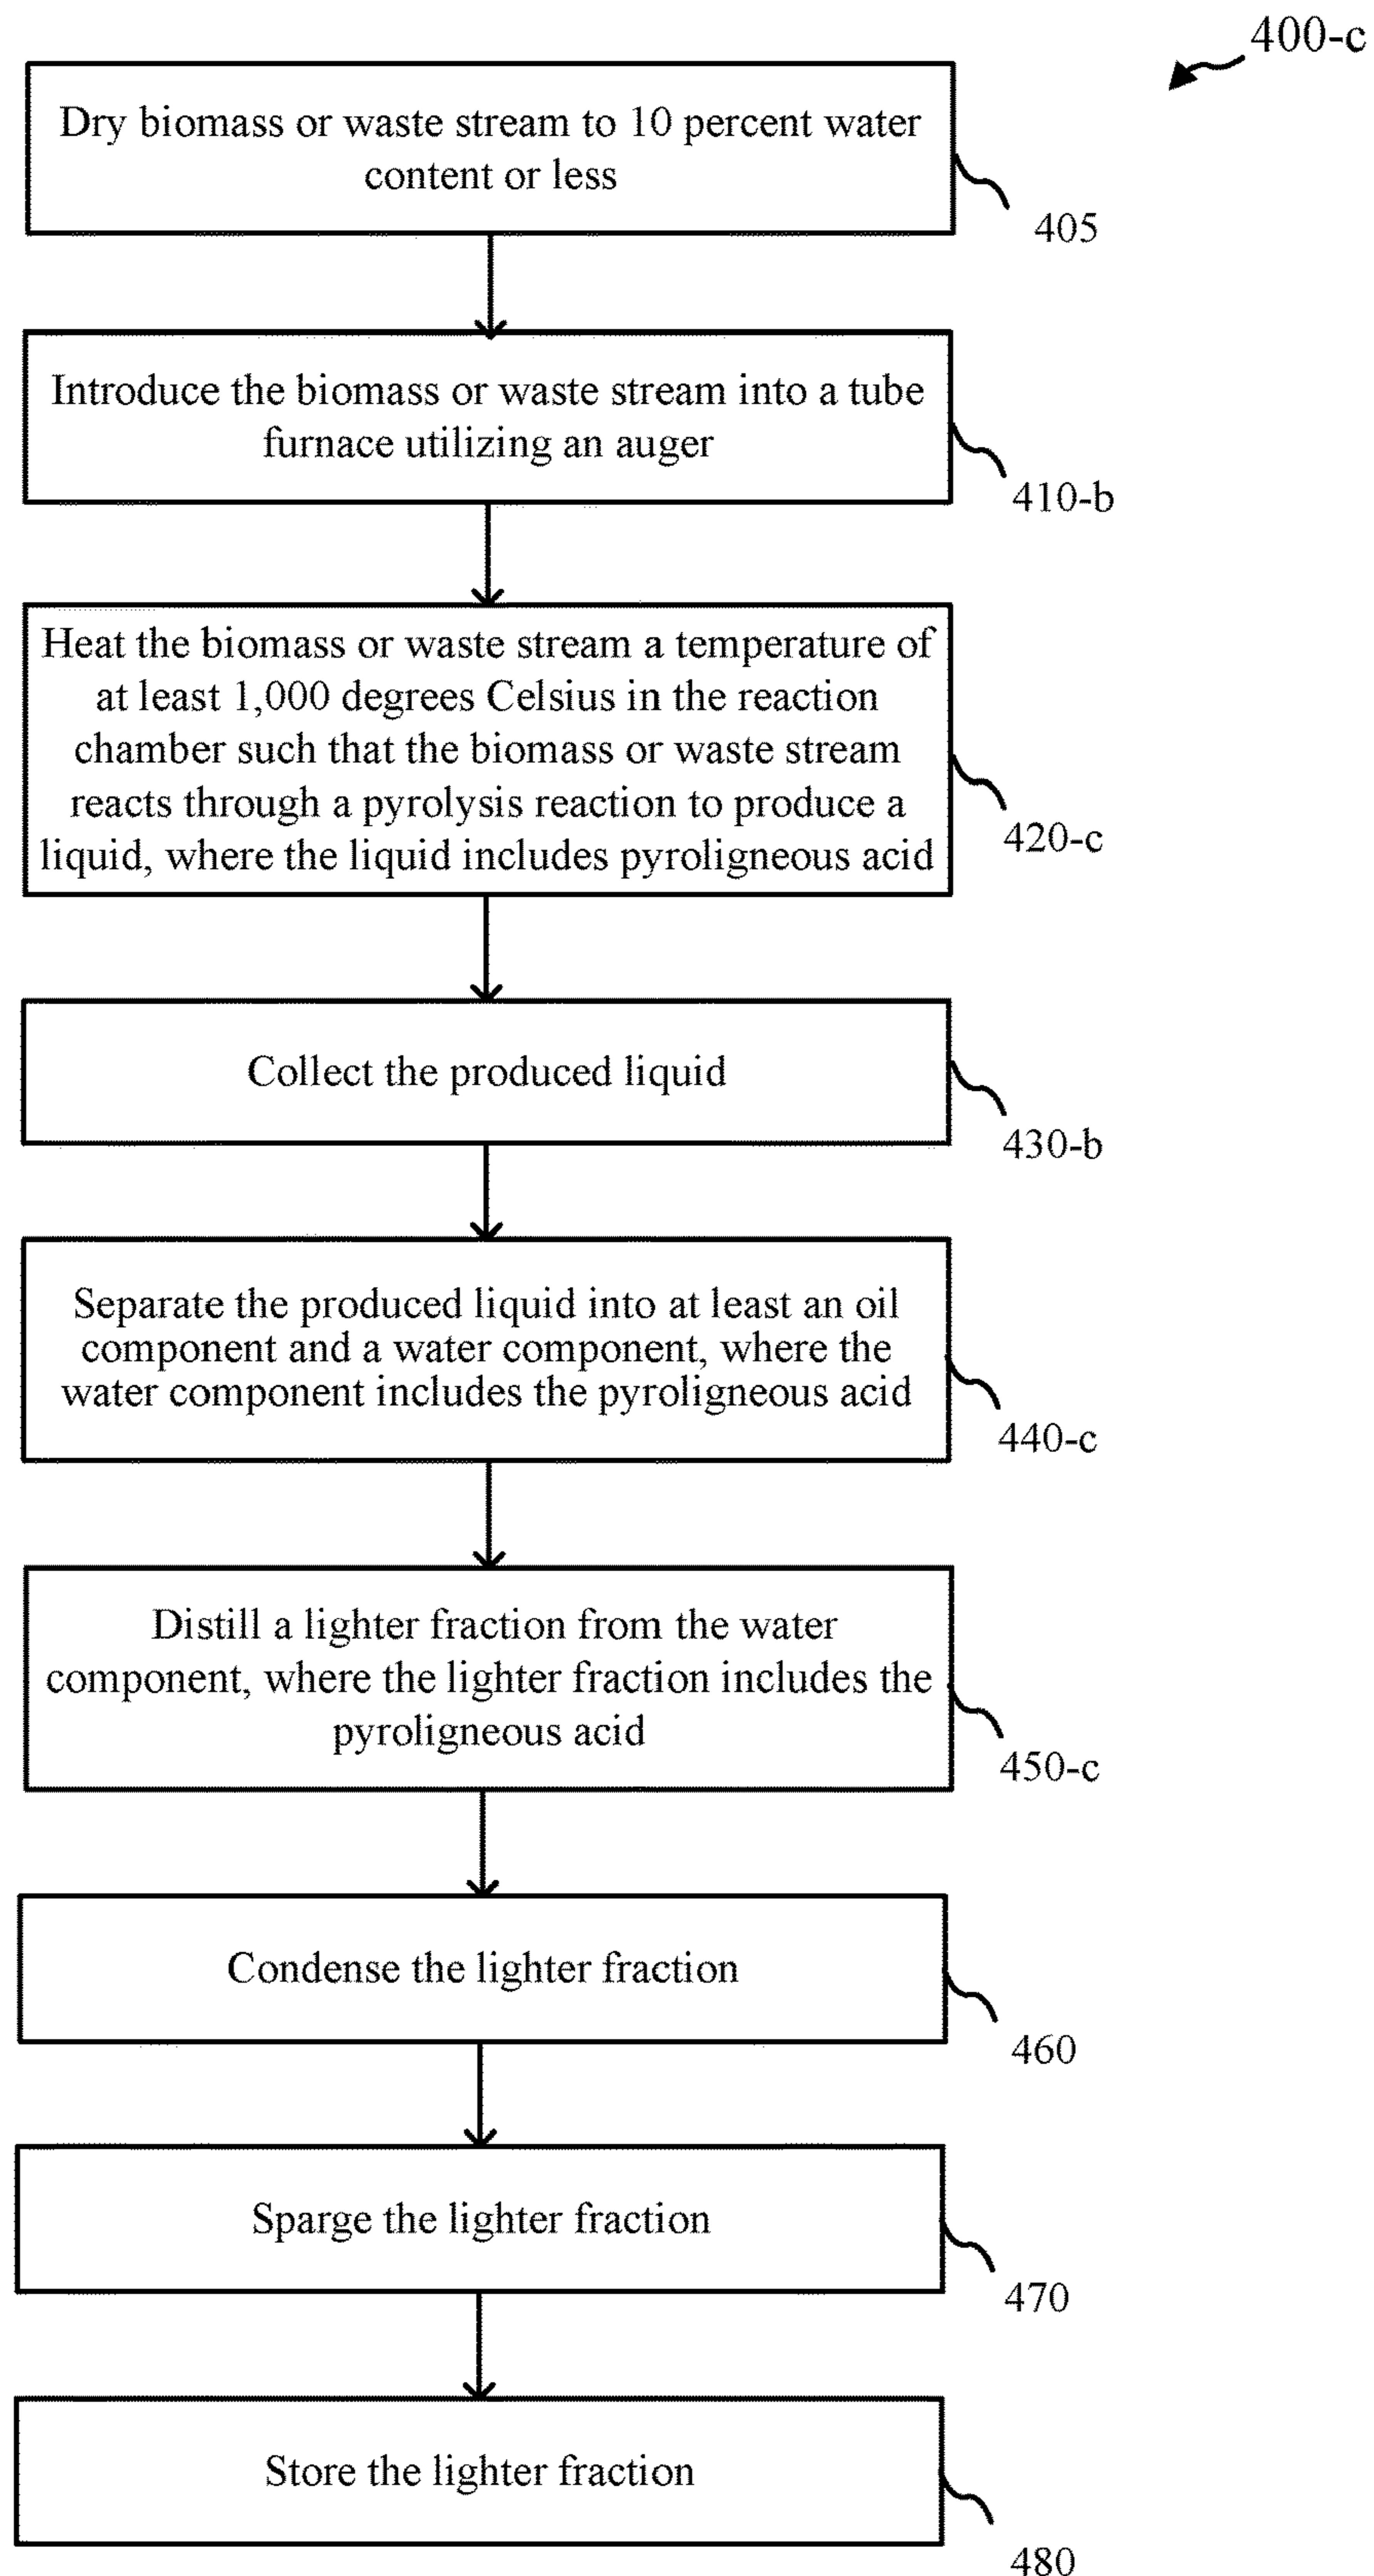 400-c
Dry biomass or waste stream to 10 percent water
content or less
405
Introduce the biomass or waste stream into a tube
furnace utilizing an auger
410-b
Heat the biomass or waste stream a temperature of
at least 1,000 degrees Celsius in the reaction
chamber such that the biomass or waste stream
reacts through a pyrolysis reaction to produce a
liquid, where the liquid includes pyroligneous acid
420-c
Collect the produced liquid
430-b
Separate the produced liquid into at least an oil
component and a water component, where the
water component includes the pyroligneous acid
440-c
Distill a lighter fraction from the water
component, where the lighter fraction includes the
pyroligneous acid
450-c
Condense the lighter fraction
460
Sparge the lighter fraction
470
Store the lighter fraction
480